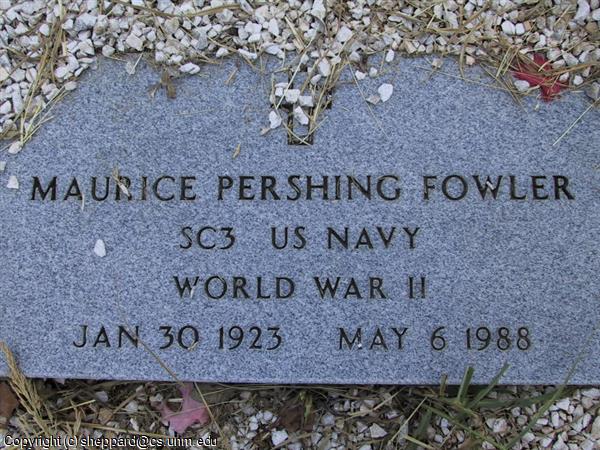 MAURICE PERSHING FOWLER
SC3 US NAVY
WORLD WAR II
JAN 30 1923 MAY 6 1988
Copyright (c) sheppard@cs.uhm.edu